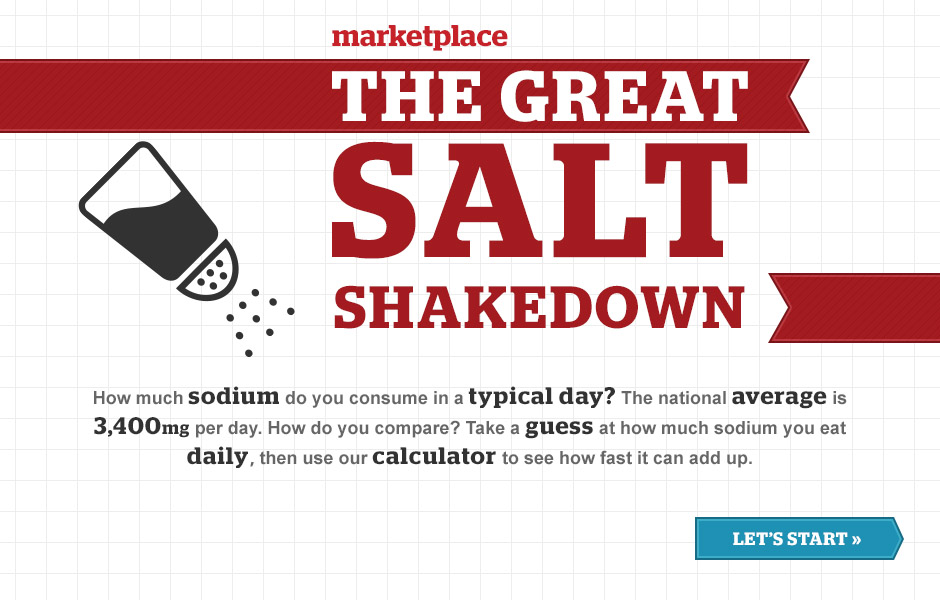 marketplace
THE GREAT
SALT
SHAKEDOWN
How much sodium do you consume in a typical day? The national average is
3,400mg per day. How do you compare? Take a guess at how much sodium you eat
daily, then use our calculator to see how fast it can add up.
LET'S START »